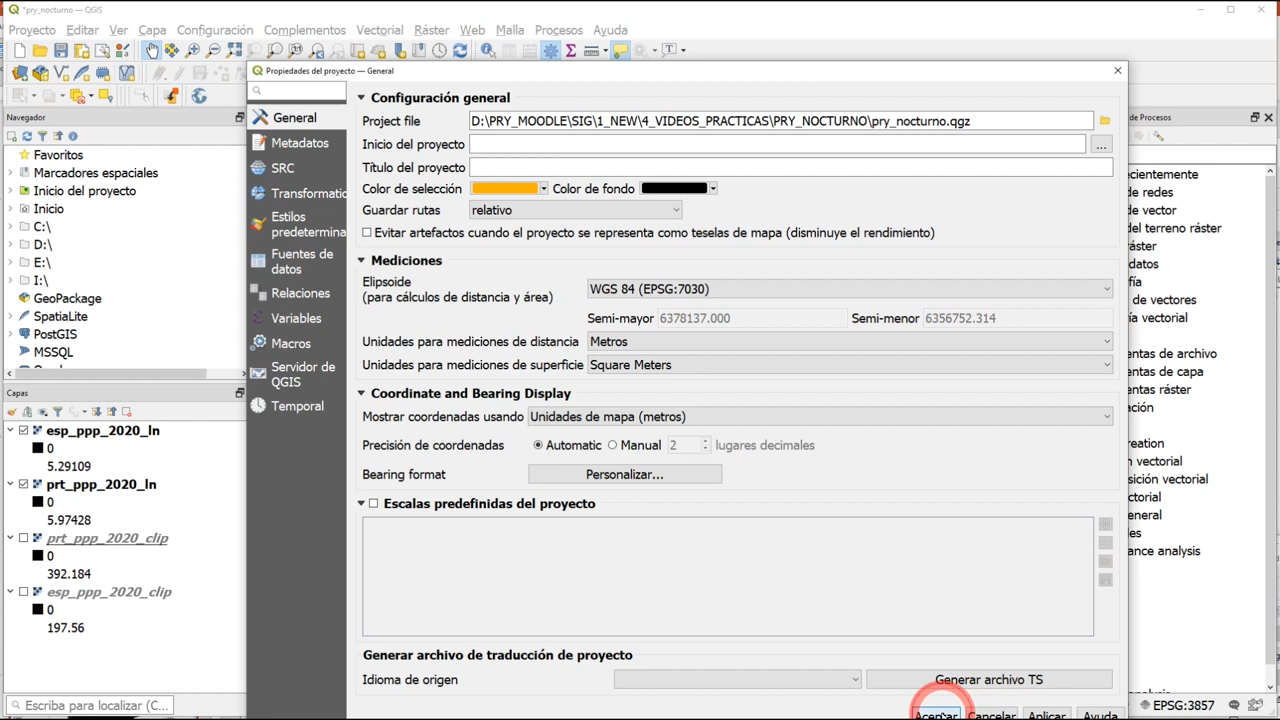 *pry_nocturno — QGIS
Proyecto Editar Ver Capa Configuración Complementos Vectorial Ráster Web Malla Procesos Ayuda
Propiedades del proyecto — General
Navegador
Favoritos
Marcadores espaciales
Inicio del proyecto
Inicio
C:\
D:\
E:\
I:\
GeoPackage
SpatiaLite
PostGIS
MSSQL
Capas
esp_ppp_2020_ln
0
5.29109
prt_ppp_2020_ln
0
5.97428
prt_ppp_2020_clip
0
392.184
esp_ppp_2020_clip
0
197.56
Escriba para localizar (C...
General
Metadatos
SRC
Transformatio
Estilos
predetermina
Fuentes de
datos
Relaciones
Variables
Macros
Servidor de
QGIS
Temporal
Configuración general
Project file D:\PRY_MOODLE\SIG\1_NEW\4_VIDEOS_PRACTICAS\PRY_NOCTURNO\pry_nocturno.qgz
Inicio del proyecto ...
Título del proyecto
Color de selección Color de fondo
Guardar rutas relativo
Evitar artefactos cuando el proyecto se representa como teselas de mapa (disminuye el rendimiento)
Mediciones
Elipsoide
(para cálculos de distancia y área) WGS 84 (EPSG:7030)
Semi-mayor 6378137.000 Semi-menor 6356752.314
Unidades para mediciones de distancia Metros
Unidades para mediciones de superficie Square Meters
Coordinate and Bearing Display
Mostrar coordenadas usando Unidades de mapa (metros)
Precisión de coordenadas Automatic Manual 2 lugares decimales
Bearing format Personalizar...
Escalas predefinidas del proyecto
Generar archivo de traducción de proyecto
Idioma de origen Generar archivo TS
Aceptar Cancelar Aplicar Ayuda
de Procesos
ecientemente
de redes
de vector
del terreno ráster
áster
datos
fía
de vectores
ía vectorial
entas de archivo
entas de capa
entas ráster
ación
reation
n vectorial
sición vectorial
ectorial
general
les
ance analysis
analysis
EPSG:3857